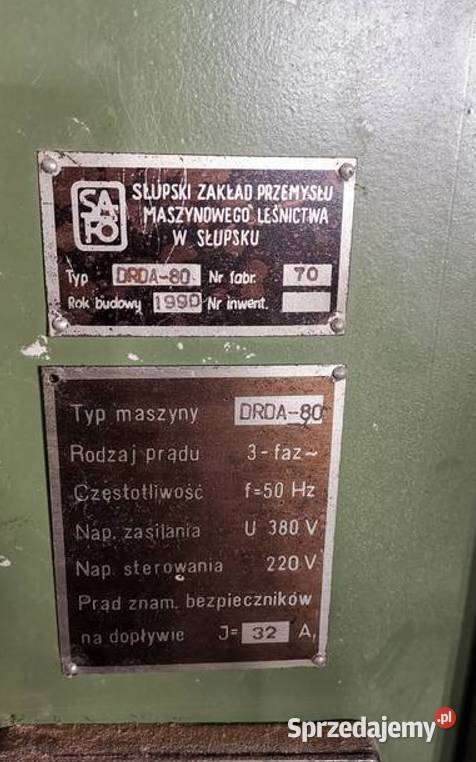 SAFO
SŁUPSKI ZAKŁAD PRZEMYSŁU
MASZYNOWEGO LEŚNICTWA
W SŁUPSKU
Typ DRDA-80 Nr fabr. 70
Rok budowy 1990 Nr inwent.
Typ maszyny DRDA-80
Rodzaj prądu 3-faz~
Częstotliwość f=50 Hz
Nap. zasilania U 380 V
Nap. sterowania 220 V
Prąd znam. bezpieczników
na dopływie J= 32 A,
Sprzedajemy.pl